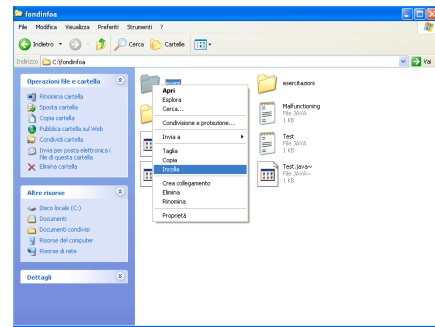 fondinfoa
File Modifica Visualizza Preferiti Strumenti ?
Indietro Cerca Cartelle
Indirizzo C:\fondinfoa Vai
Operazioni file e cartella
Rinomina cartella
Sposta cartella
Copia cartella
Pubblica cartella sul Web
Condividi cartella
Invia per posta elettronica i
file di questa cartella
Elimina cartella
Altre risorse
Disco locale (C:)
Documenti
Documenti condivisi
Risorse del computer
Risorse di rete
Dettagli
Apri
Esplora
Cerca...
Condivisione e protezione...
Invia a
Taglia
Copia
Incolla
Crea collegamento
Elimina
Rinomina
Proprietà
esercitazioni
Malfunctioning
File JAVA
1 KB
Test
File JAVA
1 KB
Test.java~
File JAVA~
1 KB